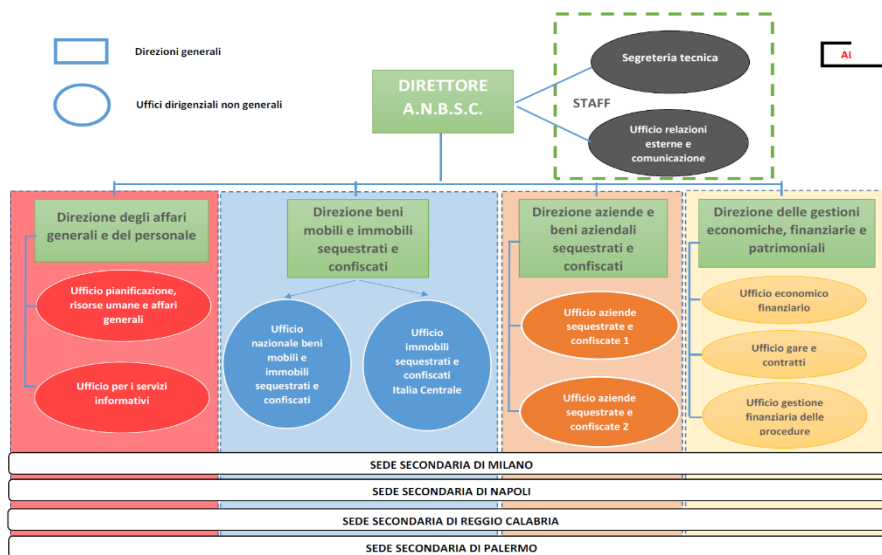 Direzioni generali
Uffici dirigenziali non generali
DIRETTORE
A.N.B.S.C.
STAFF
Segreteria tecnica
Ufficio relazioni
esterne e
comunicazione
Al
Direzione degli affari
generali e del personale
Ufficio pianificazione,
risorse umane e affari
generali
Ufficio per i servizi
informativi
Direzione beni
mobili e immobili
sequestrati e
confiscati
Ufficio
nazionale beni
mobili e
immobili
sequestrati e
confiscati
Ufficio
immobili
sequestrati e
confiscati
Italia Centrale
Direzione aziende e
beni aziendali
sequestrati e
confiscati
Ufficio aziende
sequestrate e
confiscate 1
Ufficio aziende
sequestrate e
confiscate 2
Direzione delle gestioni
economiche, finanziarie e
patrimoniali
Ufficio economico
finanziario
Ufficio gare e
contratti
Ufficio gestione
finanziaria delle
procedure
SEDE SECONDARIA DI MILANO
SEDE SECONDARIA DI NAPOLI
SEDE SECONDARIA DI REGGIO CALABRIA
SEDE SECONDARIA DI PALERMO